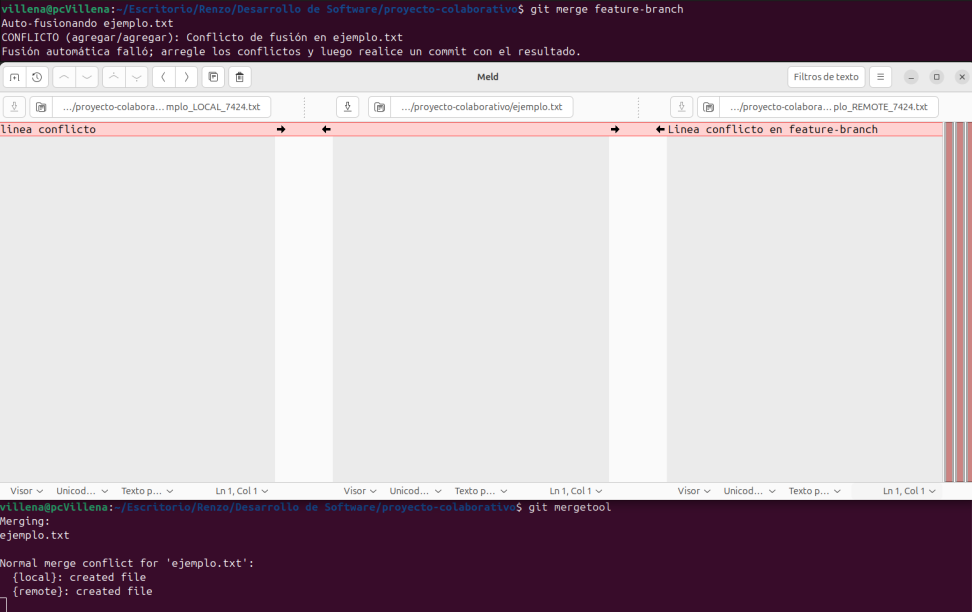 villena@pcVillena:~/Escritorio/Renzo/Desarrollo de Software/proyecto-colaborativo$ git merge feature-branch
Auto-fusionando ejemplo.txt
CONFLICTO (agregar/agregar): Conflicto de fusión en ejemplo.txt
Fusión automática falló; arregle los conflictos y luego realice un commit con el resultado.
Meld
Filtros de texto
.../proyecto-colabora... mplo_LOCAL_7424.txt
.../proyecto-colaborativo/ejemplo.txt
.../proyecto-colabora... plo_REMOTE_7424.txt
linea conflicto
Linea conflicto en feature-branch
Visor Unicod... Texto p... Ln 1, Col 1
Visor Unicod... Texto p... Ln 1, Col 1
Visor Unicod... Texto p... Ln 1, Col 1
villena@pcVillena:~/Escritorio/Renzo/Desarrollo de Software/proyecto-colaborativo$ git mergetool
Merging:
ejemplo.txt
Normal merge conflict for 'ejemplo.txt':
{local}: created file
{remote}: created file